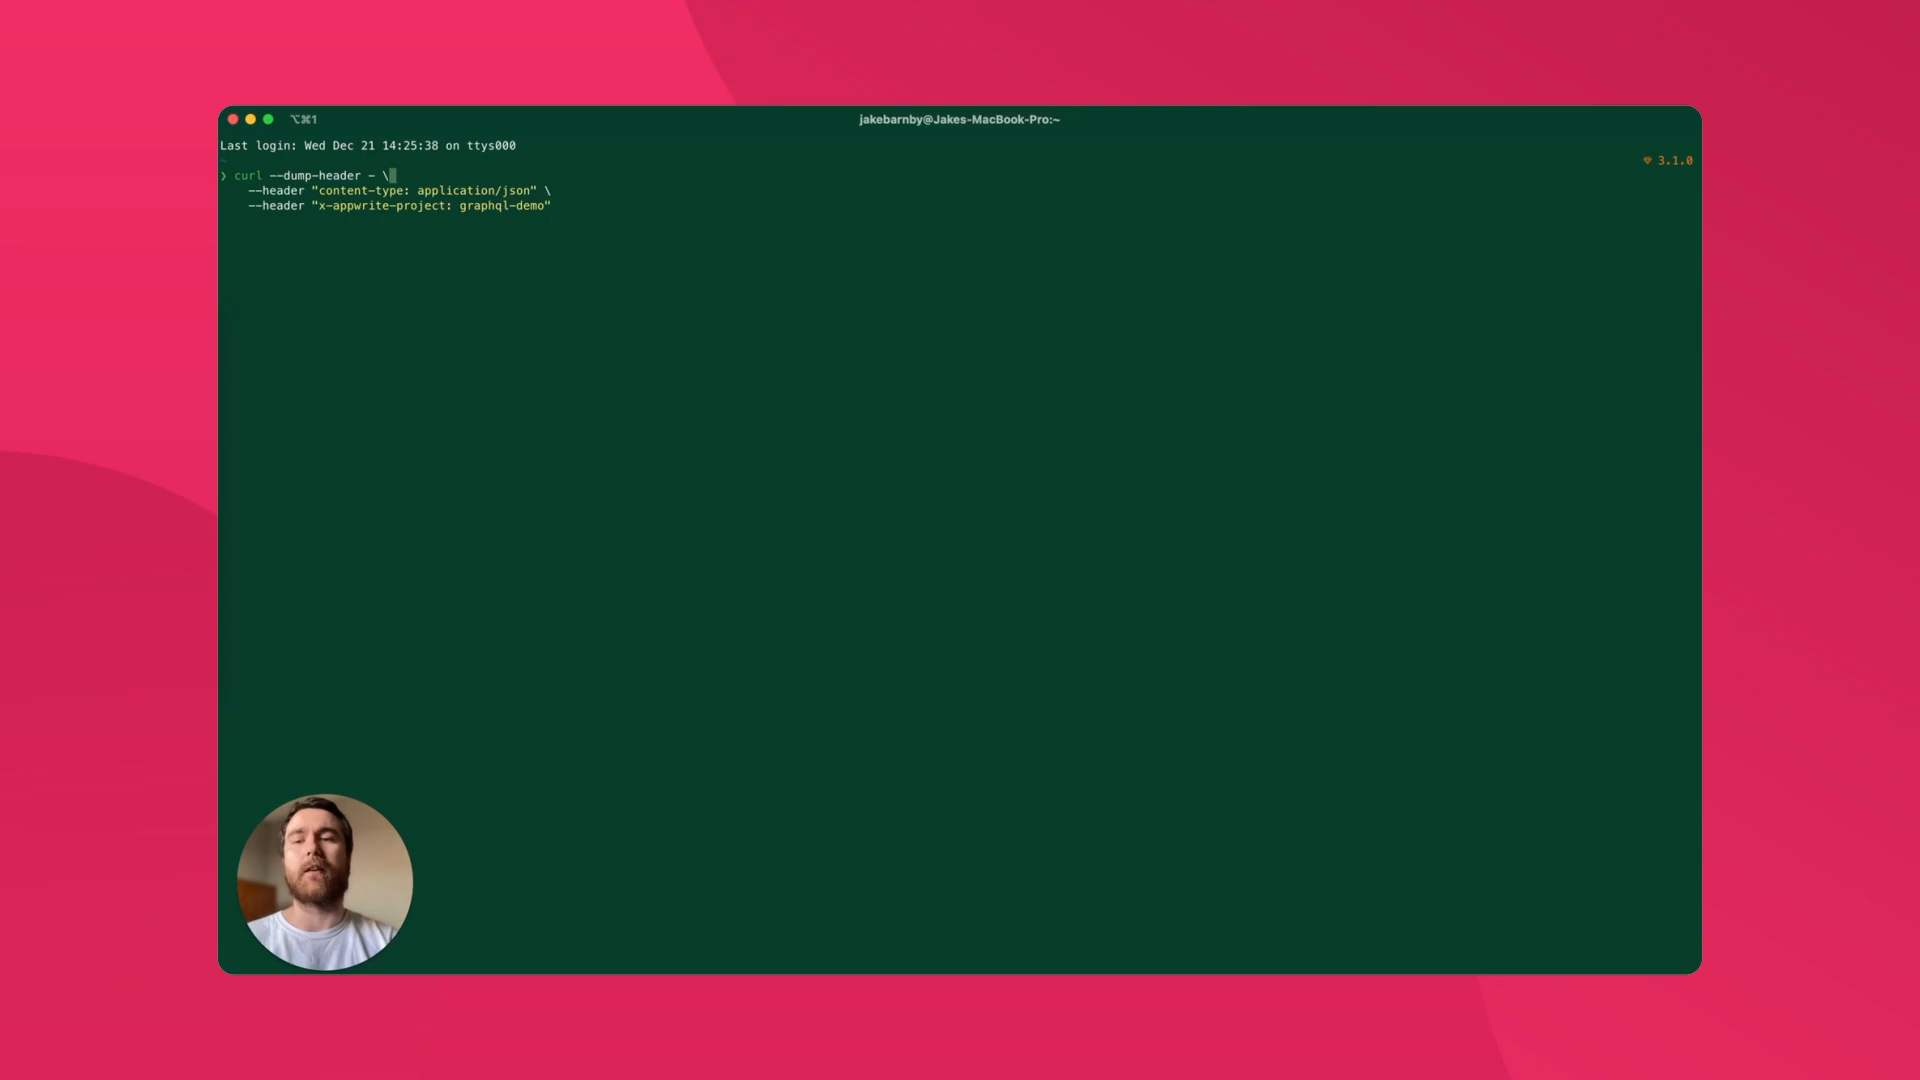 ⌥⌘1
jakebarnby@Jakes-MacBook-Pro:~
Last login: Wed Dec 21 14:25:38 on ttys000
~
3.1.0
❯ curl --dump-header - \
--header "content-type: application/json" \
--header "x-appwrite-project: graphql-demo"